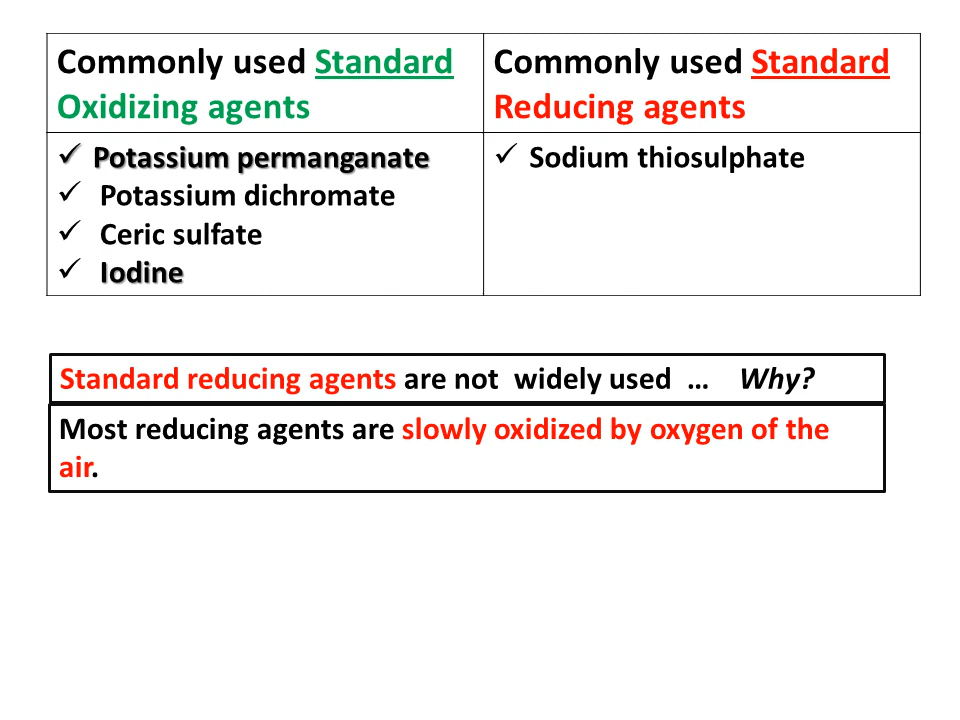 Commonly used Standard
Oxidizing agents
Commonly used Standard
Reducing agents
✓ Potassium permanganate
✓ Potassium dichromate
✓ Ceric sulfate
✓ Iodine
✓ Sodium thiosulphate
Standard reducing agents are not widely used … Why?
Most reducing agents are slowly oxidized by oxygen of the
air.